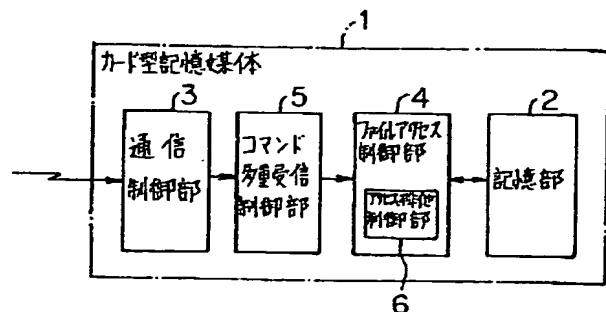 1
カード型記憶媒体
3
通信
制御部
5
コマンド
多重受信
制御部
4
ファイルアクセス
制御部
アクセス排他
制御部
6
2
記憶部